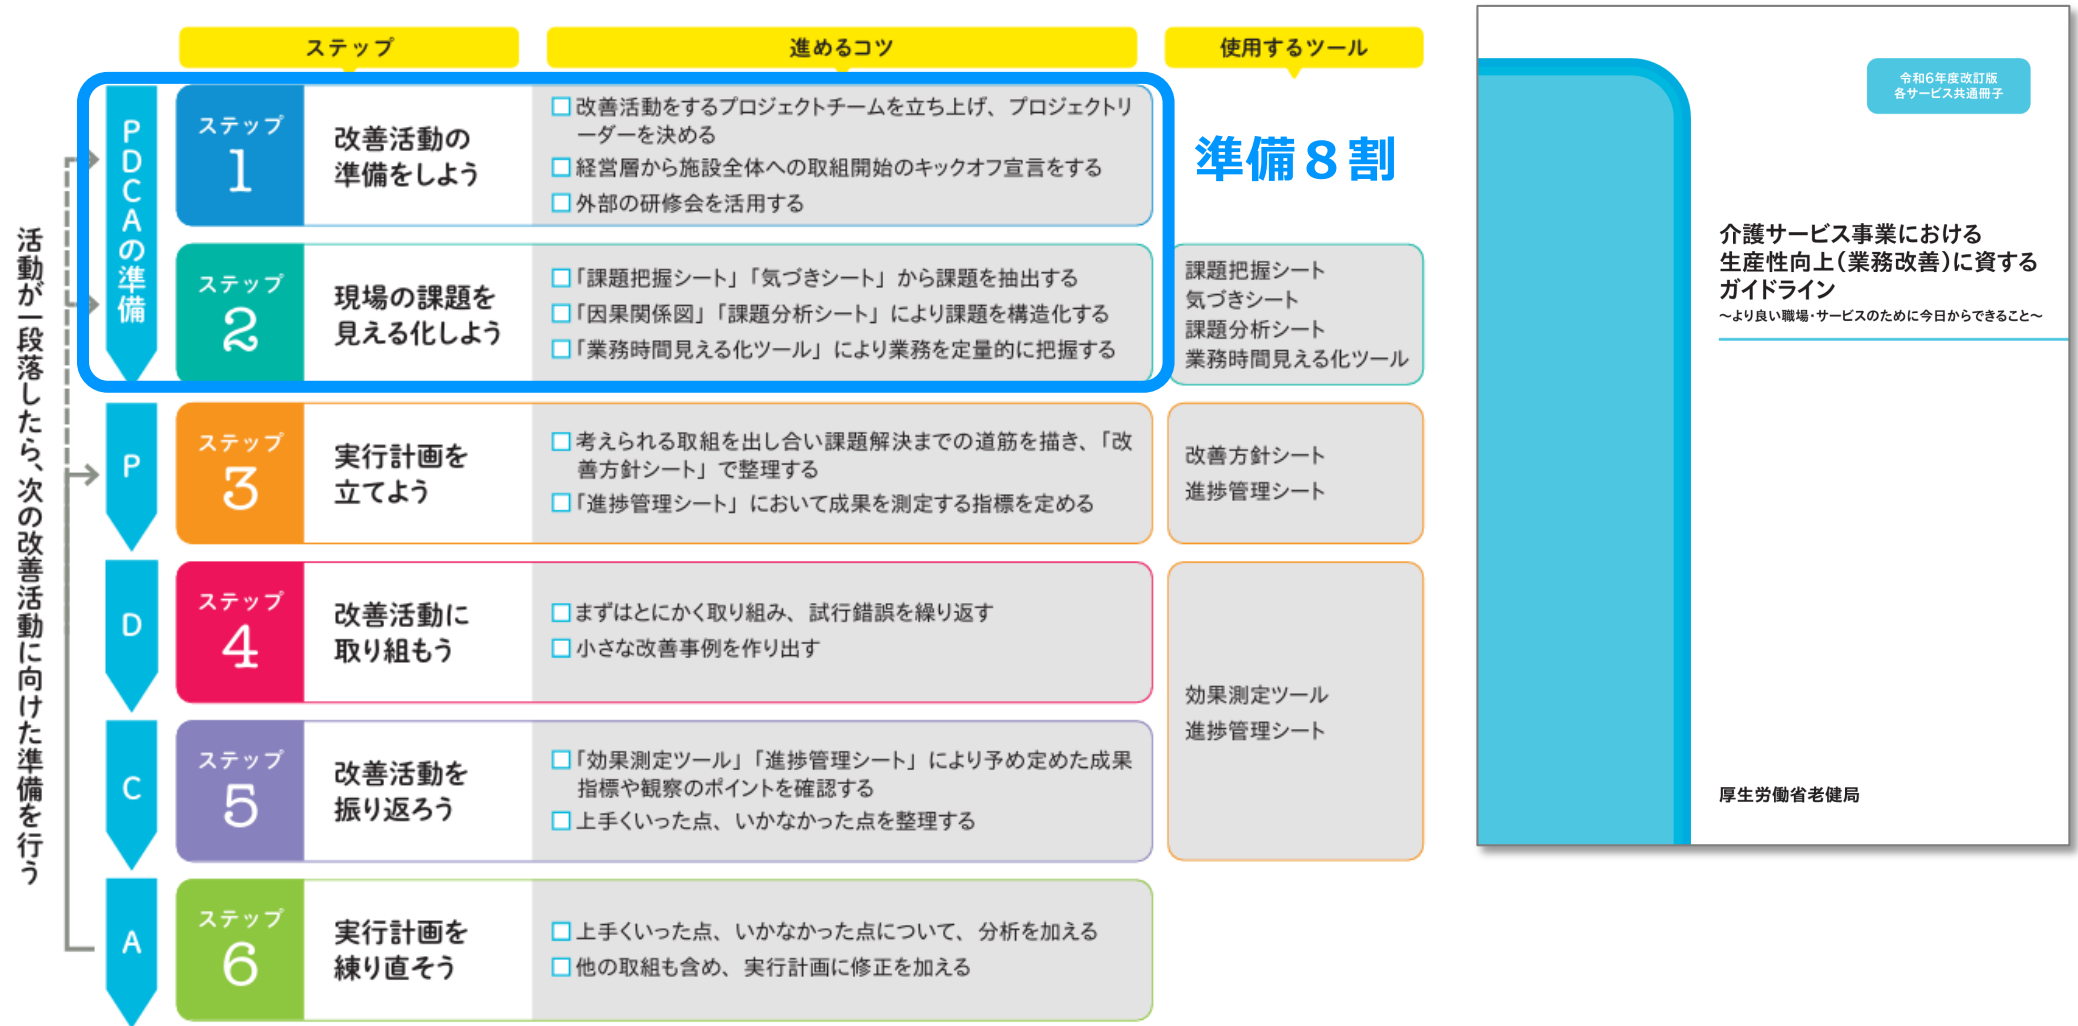 ステップ
進めるコツ
使用するツール
活動が一段落したら、次の改善活動に向けた準備を行う
PDCAの準備
ステップ
1
改善活動の
準備をしよう
□改善活動をするプロジェクトチームを立ち上げ、プロジェクトリ
ーダーを決める
□経営層から施設全体への取組開始のキックオフ宣言をする
□外部の研修会を活用する
準備8割
ステップ
2
現場の課題を
見える化しよう
□「課題把握シート」「気づきシート」から課題を抽出する
□「因果関係図」「課題分析シート」により課題を構造化する
□「業務時間見える化ツール」により業務を定量的に把握する
課題把握シート
気づきシート
課題分析シート
業務時間見える化ツール
P
ステップ
3
実行計画を
立てよう
□考えられる取組を出し合い課題解決までの道筋を描き、「改
善方針シート」で整理する
□「進捗管理シート」において成果を測定する指標を定める
改善方針シート
進捗管理シート
D
ステップ
4
改善活動に
取り組もう
□まずはとにかく取り組み、試行錯誤を繰り返す
□小さな改善事例を作り出す
効果測定ツール
進捗管理シート
C
ステップ
5
改善活動を
振り返ろう
□「効果測定ツール」「進捗管理シート」により予め定めた成果
指標や観察のポイントを確認する
□上手くいった点、いかなかった点を整理する
A
ステップ
6
実行計画を
練り直そう
□上手くいった点、いかなかった点について、分析を加える
□他の取組も含め、実行計画に修正を加える
令和6年度改訂版
各サービス共通冊子
介護サービス事業における
生産性向上(業務改善)に資する
ガイドライン
～より良い職場・サービスのために今日からできること～
厚生労働省老健局